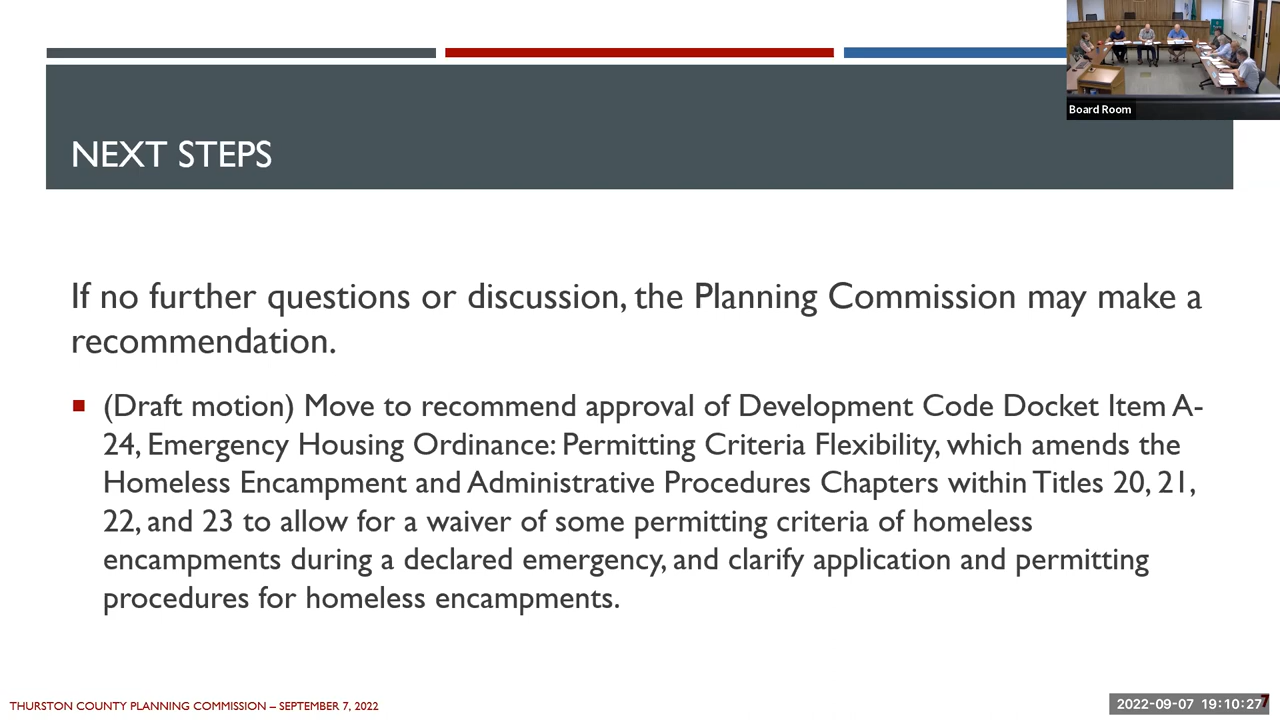 Board Room
NEXT STEPS
If no further questions or discussion, the Planning Commission may make a
recommendation.
(Draft motion) Move to recommend approval of Development Code Docket Item A-
24, Emergency Housing Ordinance: Permitting Criteria Flexibility, which amends the
Homeless Encampment and Administrative Procedures Chapters within Titles 20, 21,
22, and 23 to allow for a waiver of some permitting criteria of homeless
encampments during a declared emergency, and clarify application and permitting
procedures for homeless encampments.
THURSTON COUNTY PLANNING COMMISSION – SEPTEMBER 7, 2022
2022-09-07 19:10:27
7